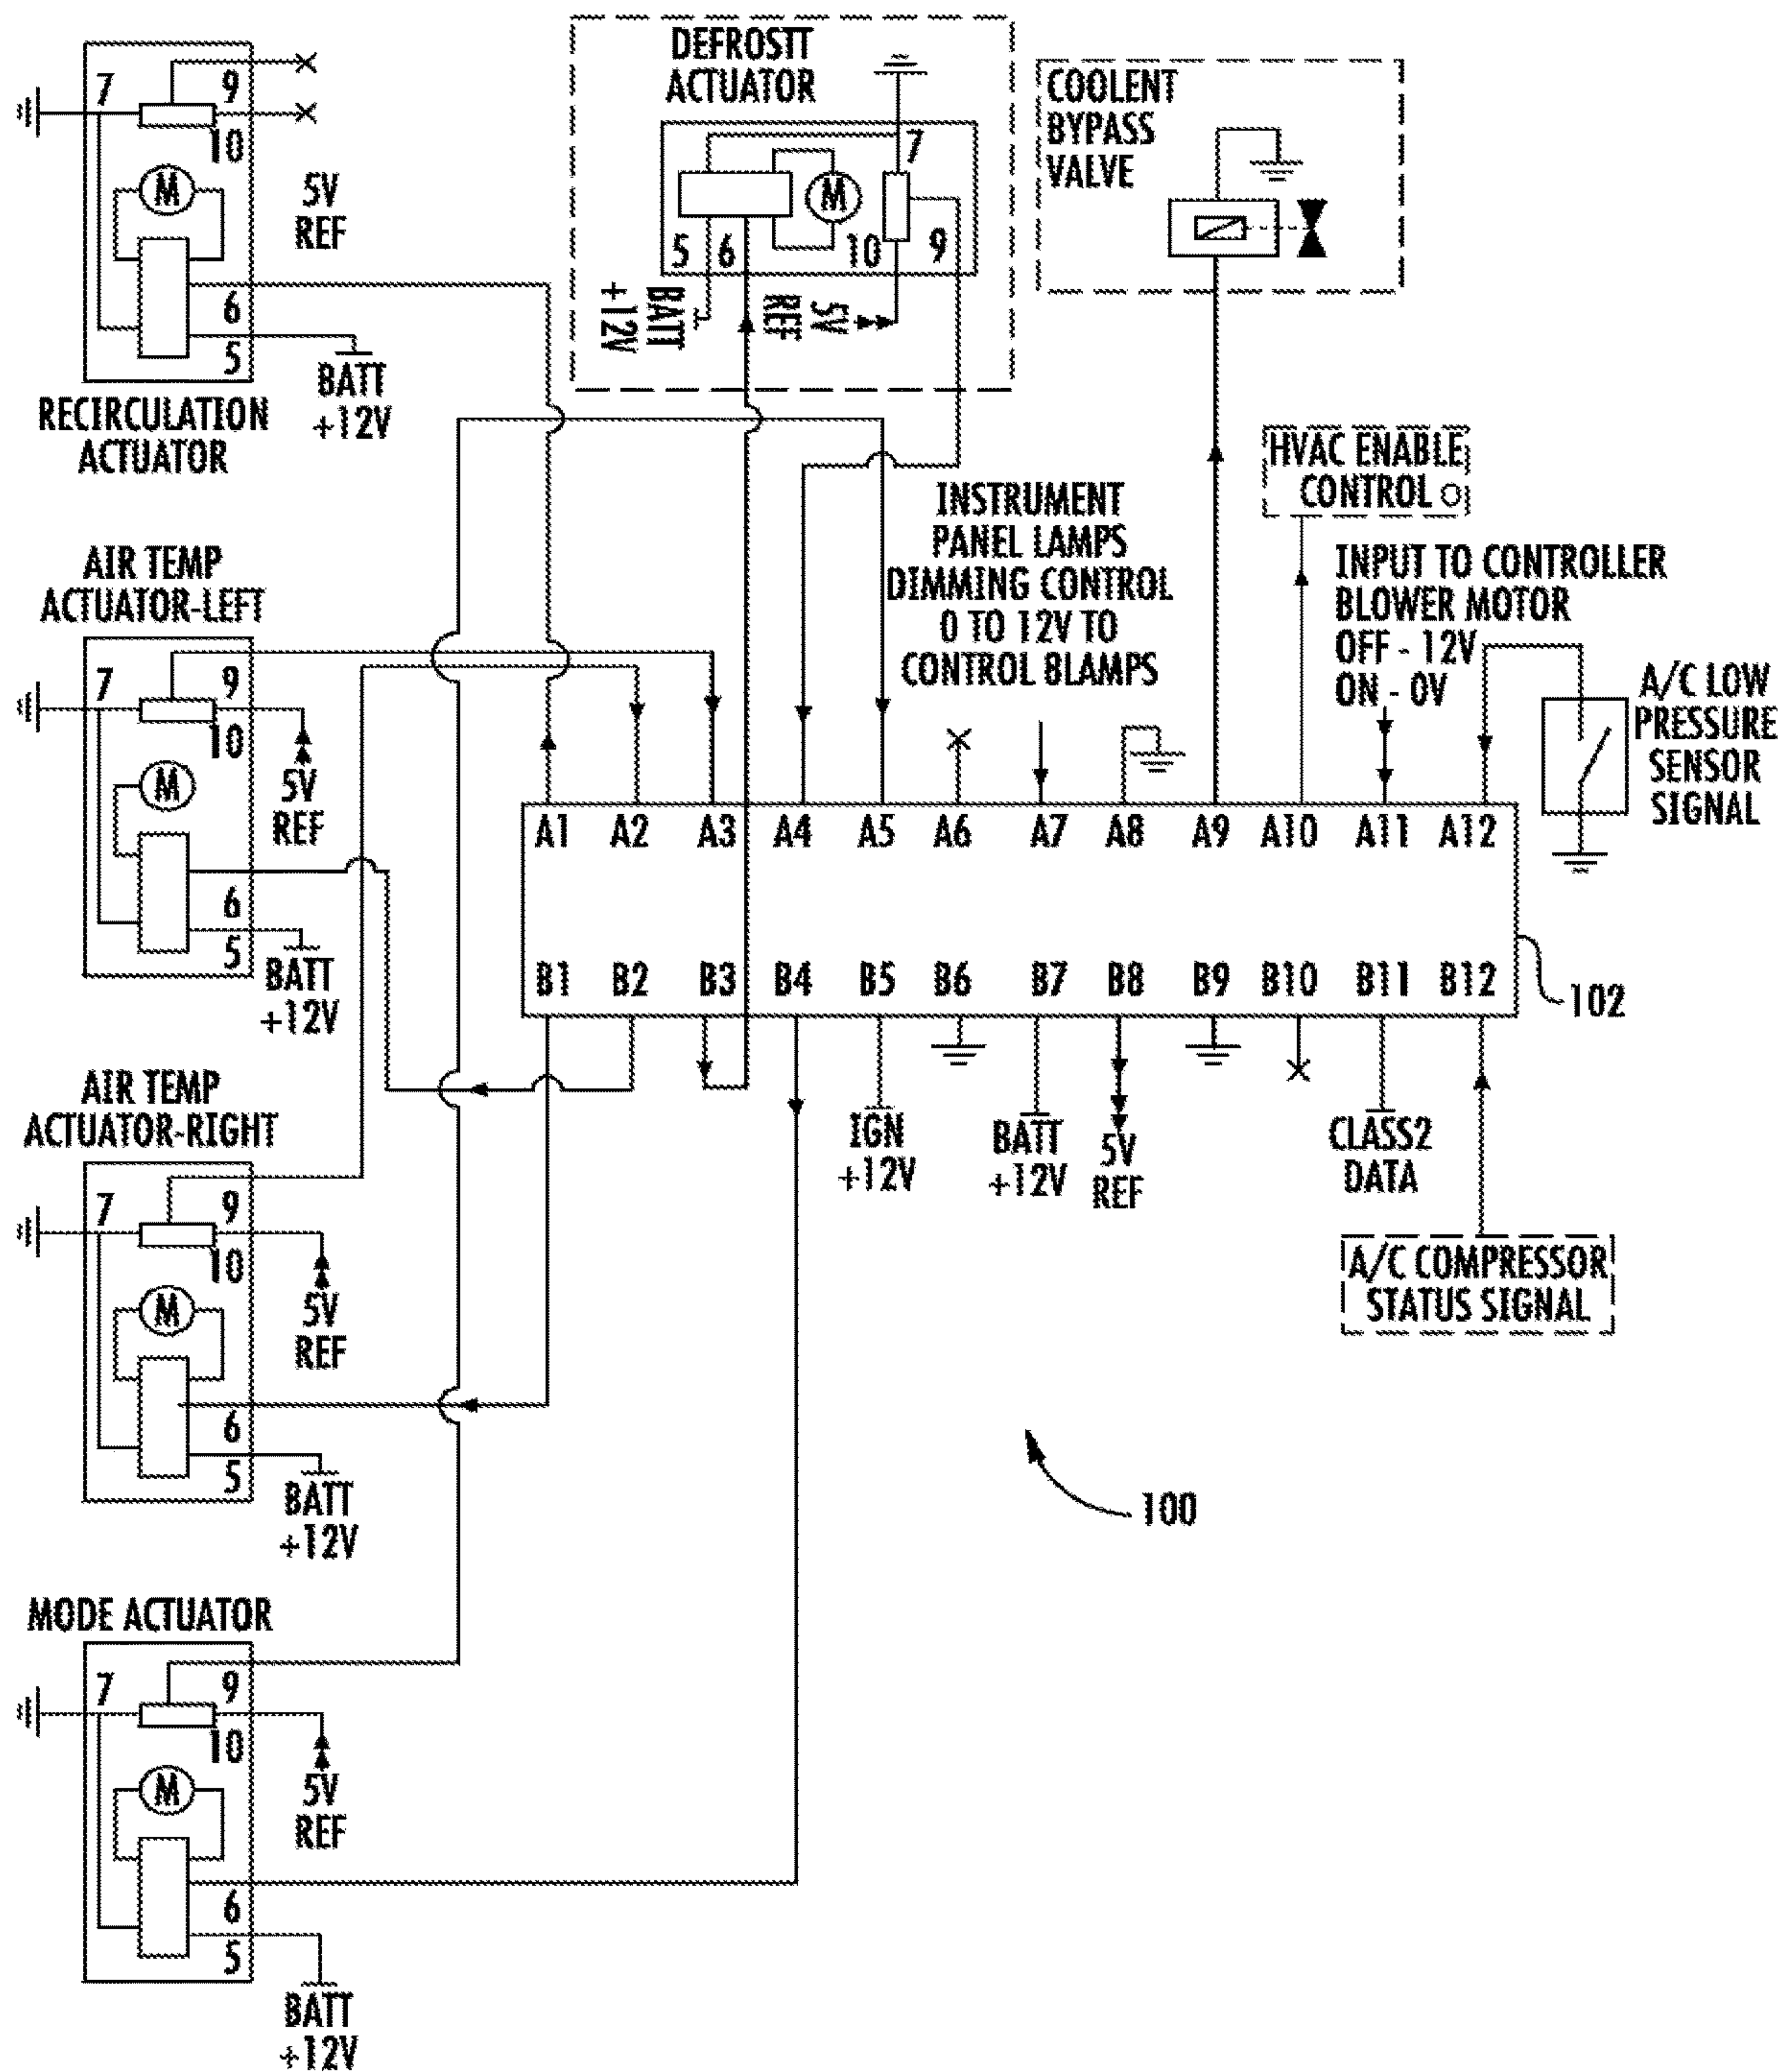 7
9
10
M
5V
REF
6
5
BATT
+12V
RECIRCULATION
ACTUATOR
DEFROSTT
ACTUATOR
7
M
5
6
10
9
BATT
+12V
5V
REF
COOLENT
BYPASS
VALVE
HVAC ENABLE
CONTROL
INSTRUMENT
PANEL LAMPS
DIMMING CONTROL
0 TO 12V TO
CONTROL BLAMPS
INPUT TO CONTROLLER
BLOWER MOTOR
OFF - 12V
ON - 0V
A/C LOW
PRESSURE
SENSOR
SIGNAL
AIR TEMP
ACTUATOR-LEFT
7
9
10
M
5V
REF
6
5
BATT
+12V
A1 A2 A3 A4 A5 A6 A7 A8 A9 A10 A11 A12
B1 B2 B3 B4 B5 B6 B7 B8 B9 B10 B11 B12
102
IGN
+12V
BATT
+12V
5V
REF
CLASS2
DATA
A/C COMPRESSOR
STATUS SIGNAL
AIR TEMP
ACTUATOR-RIGHT
7
9
10
M
5V
REF
6
5
BATT
+12V
100
MODE ACTUATOR
7
9
10
M
5V
REF
6
5
BATT
+12V